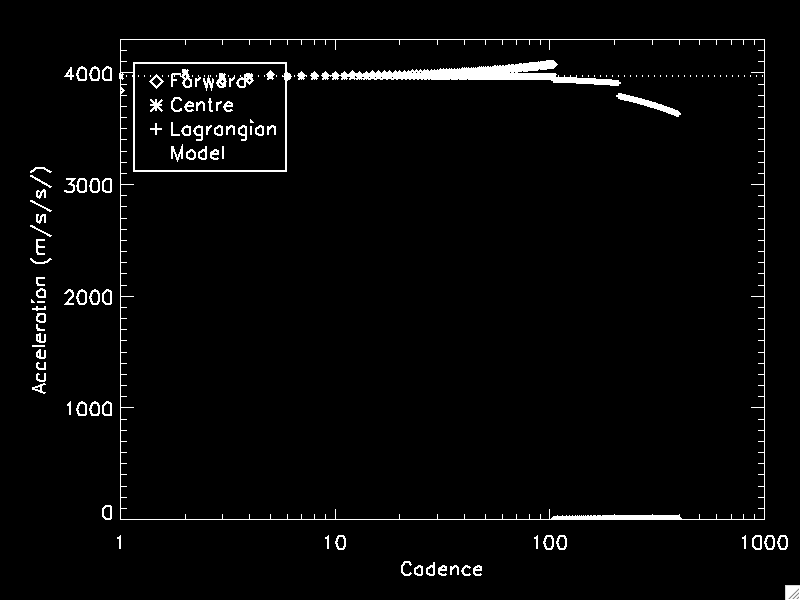 4000
3000
2000
1000
0
Acceleration (m/s/s/)
Forward
Centre
Lagrangian
Model
1 10 100 1000
Cadence